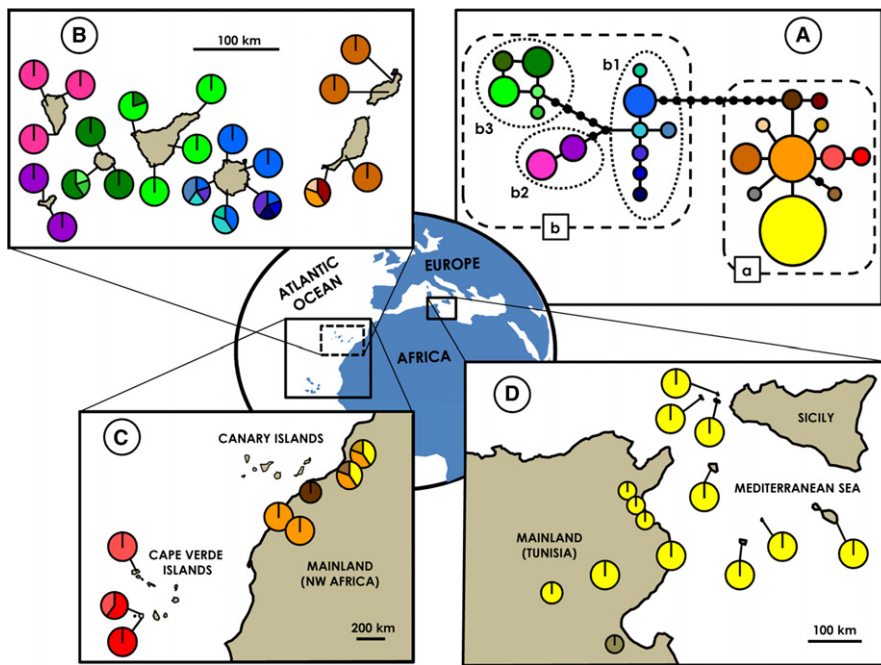 B
100 km
A
b1
b3
b2
b
a
ATLANTIC
OCEAN
EUROPE
AFRICA
C
CANARY ISLANDS
CAPE VERDE
ISLANDS
MAINLAND
(NW AFRICA)
200 km
D
SICILY
MEDITERRANEAN SEA
MAINLAND
(TUNISIA)
100 km